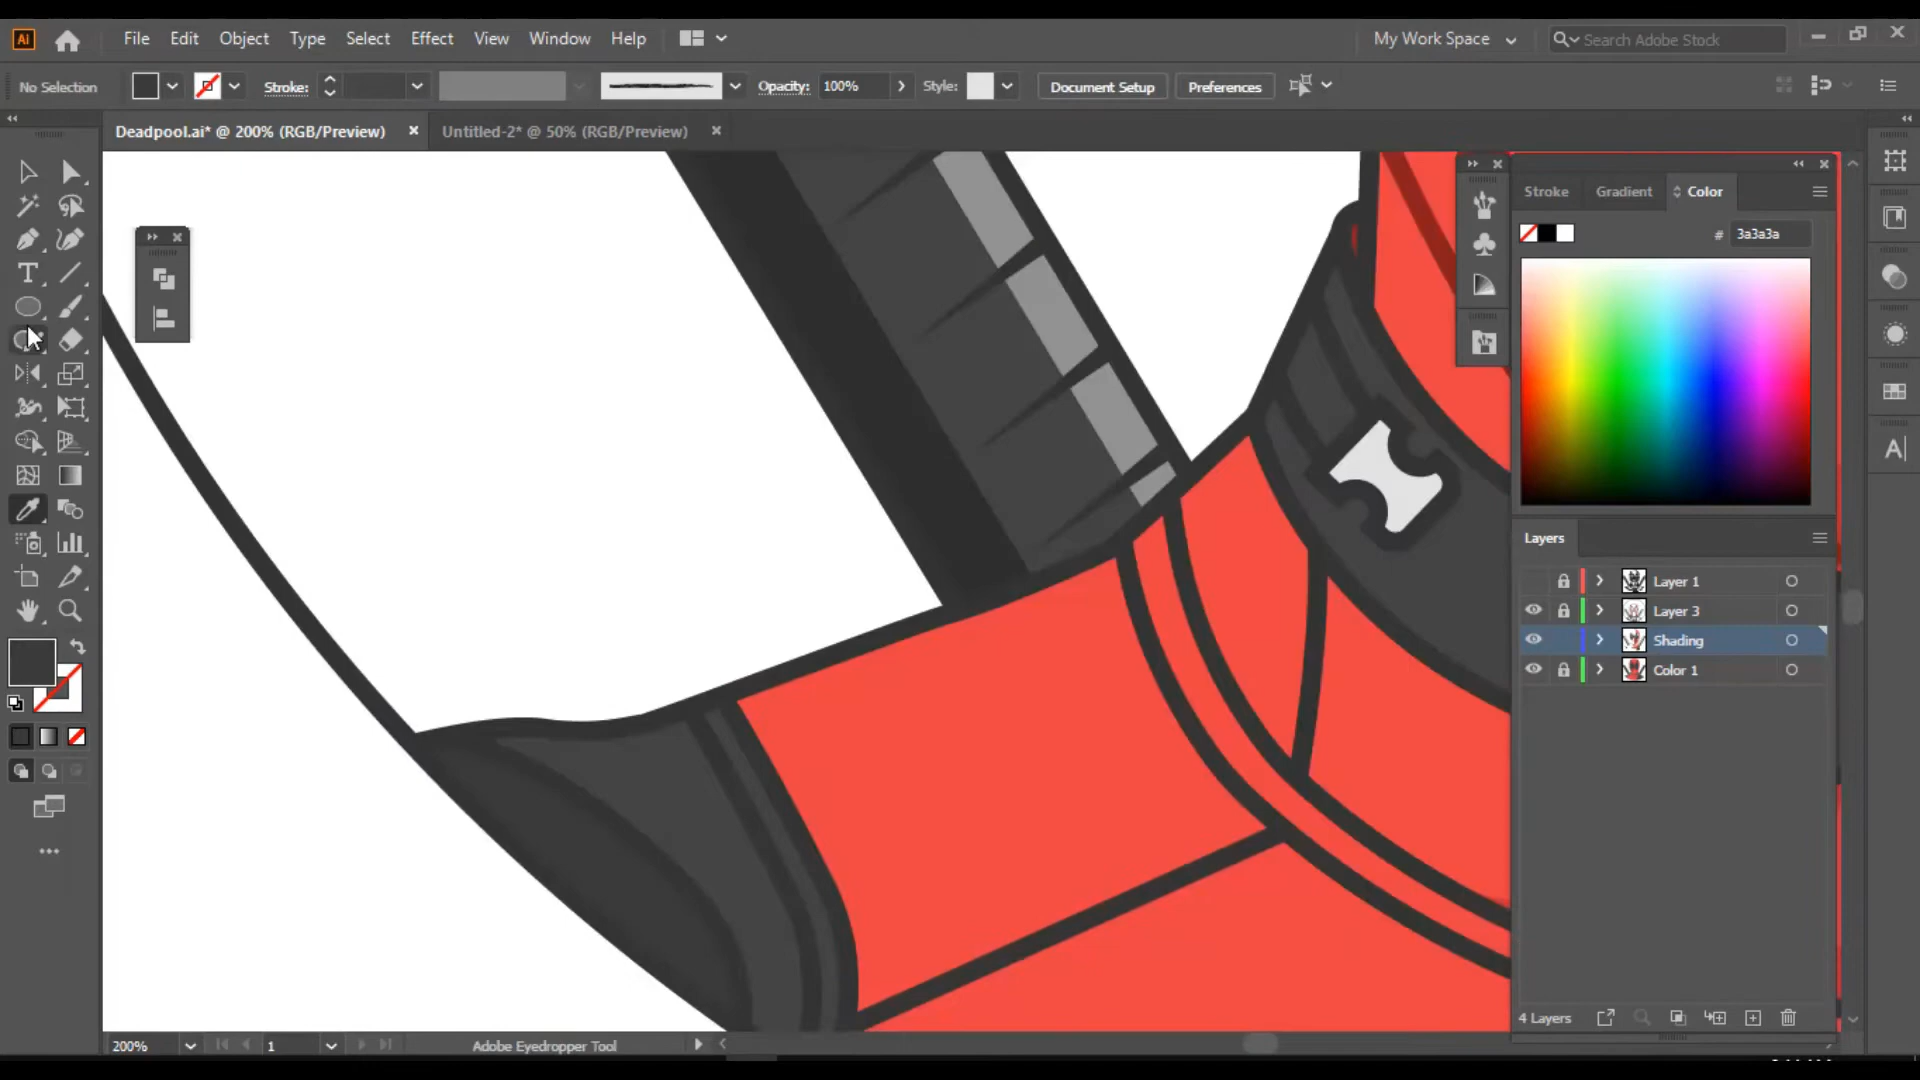 Ai File Edit Object Type Select Effect View Window Help My Work Space Search Adobe Stock
No Selection Stroke: Opacity: 100% Style: Document Setup Preferences
Deadpool.ai* @ 200% (RGB/Preview) Untitled-2* @ 50% (RGB/Preview)
Stroke Gradient Color
# 3a3a3a
Layers
Layer 1
Layer 3
Shading
Color 1
4 Layers
200% 1 Adobe Eyedropper Tool